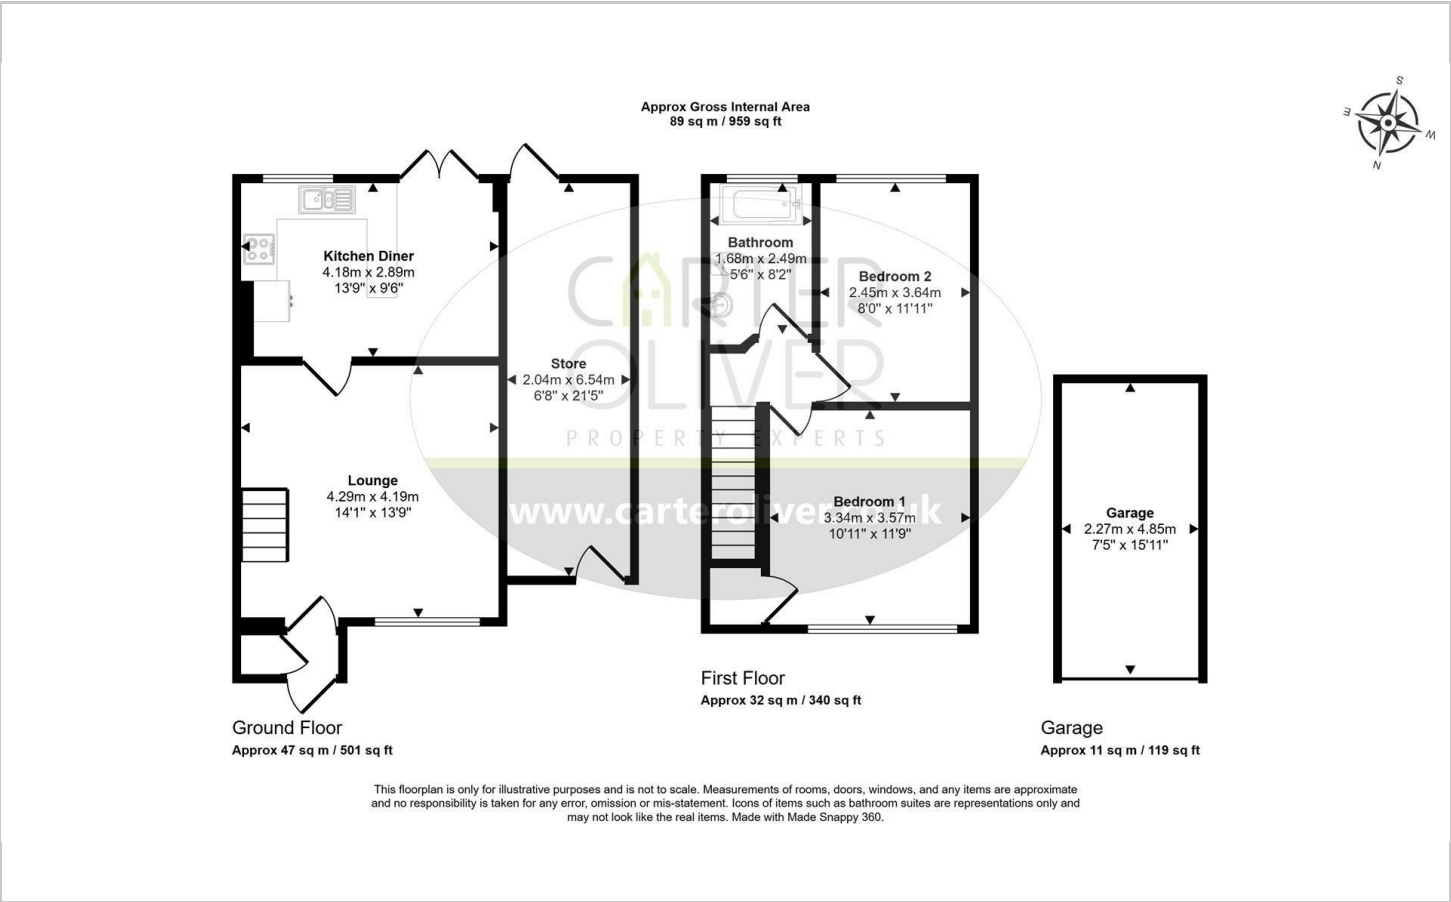 Approx Gross Internal Area
89 sq m / 959 sq ft
S
E
W
N
Kitchen Diner
4.18m x 2.89m
13'9" x 9'6"
Store
2.04m x 6.54m
6'8" x 21'5"
Lounge
4.29m x 4.19m
14'1" x 13'9"
Bathroom
1.68m x 2.49m
5'6" x 8'2"
Bedroom 2
2.45m x 3.64m
8'0" x 11'11"
Bedroom 1
3.34m x 3.57m
10'11" x 11'9"
Garage
2.27m x 4.85m
7'5" x 15'11"
CARTER
OLIVER
PROPERTY EXPERTS
www.carteroliver.co.uk
Ground Floor
Approx 47 sq m / 501 sq ft
First Floor
Approx 32 sq m / 340 sq ft
Garage
Approx 11 sq m / 119 sq ft
This floorplan is only for illustrative purposes and is not to scale. Measurements of rooms, doors, windows, and any items are approximate
and no responsibility is taken for any error, omission or mis-statement. Icons of items such as bathroom suites are representations only and
may not look like the real items. Made with Made Snappy 360.